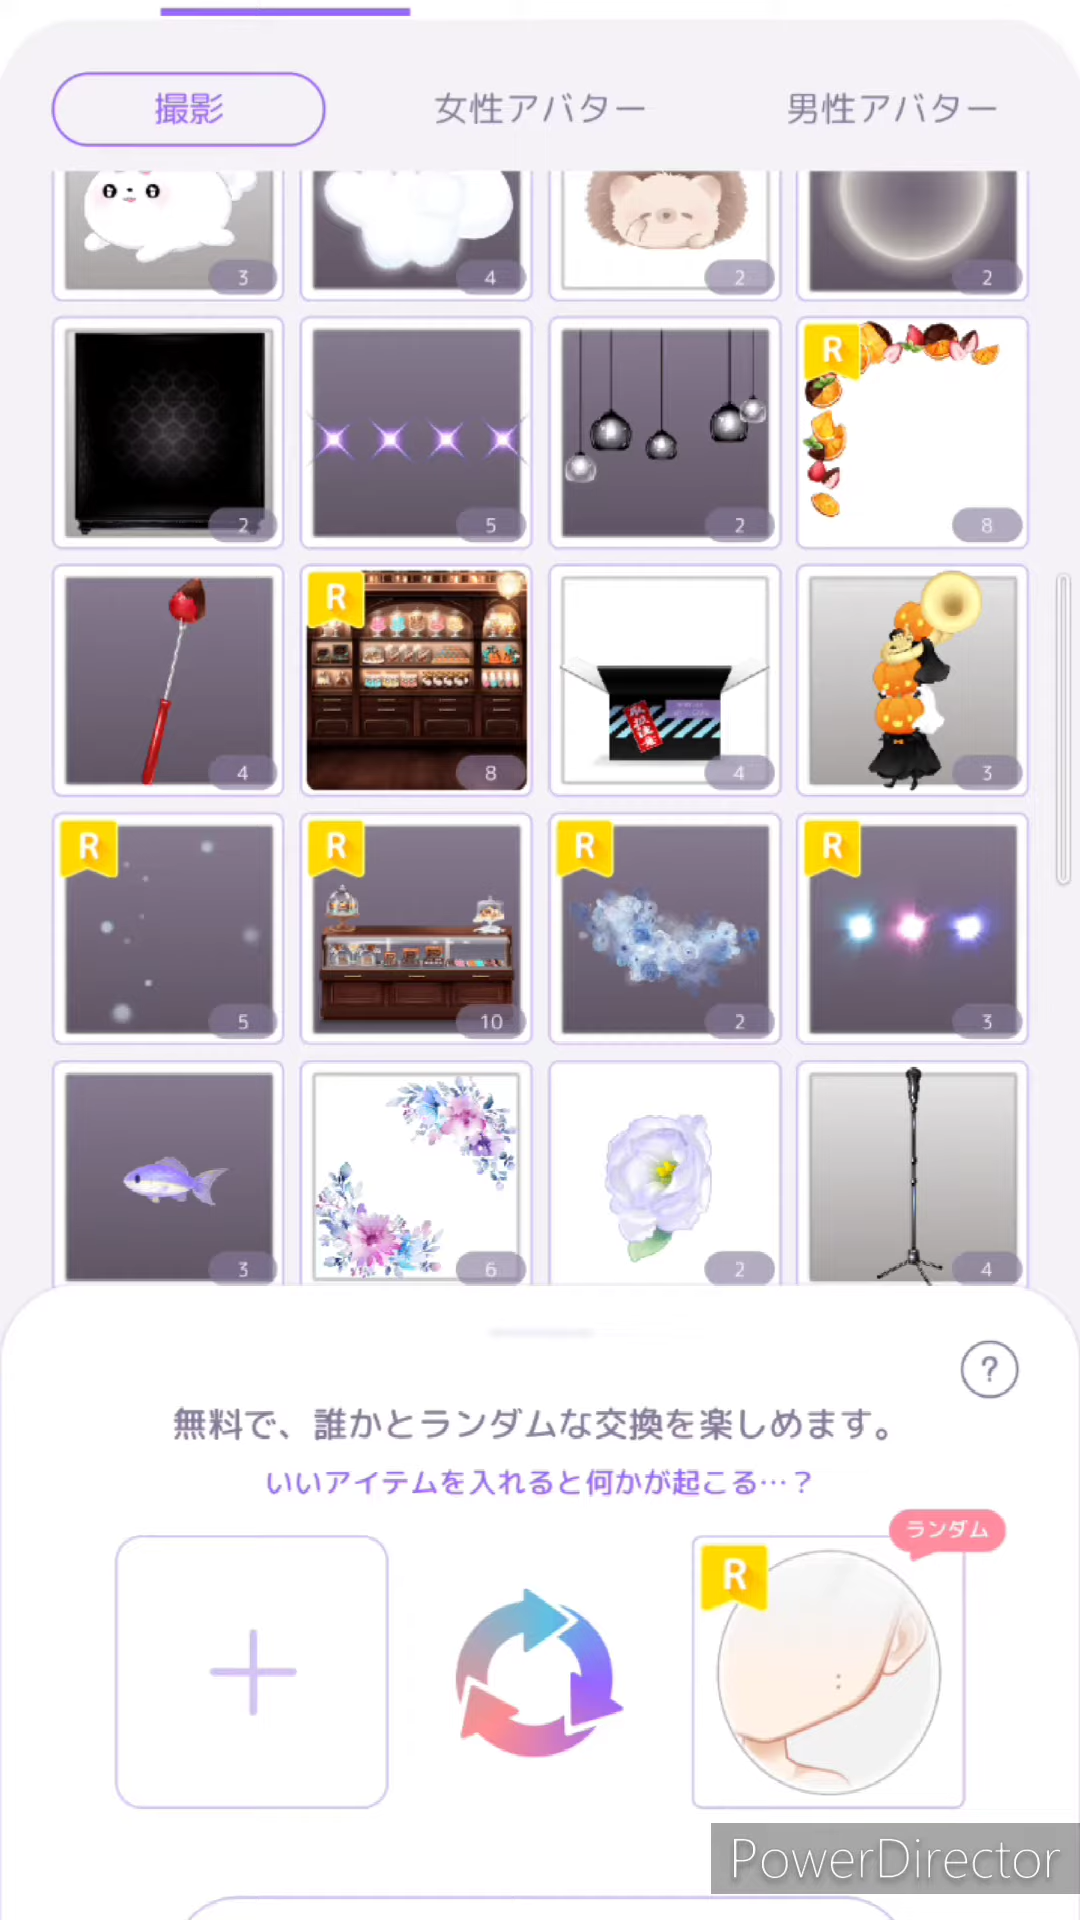 撮影 女性アバター 男性アバター
3 4 2 2
2 5 2 R 8
4 R 8 4 3
R 5 R 10 R 2 R 3
3 6 2 4
?
無料で、誰かとランダムな交換を楽しめます。
いいアイテムを入れると何かが起こる…？
ランダム
R
PowerDirector